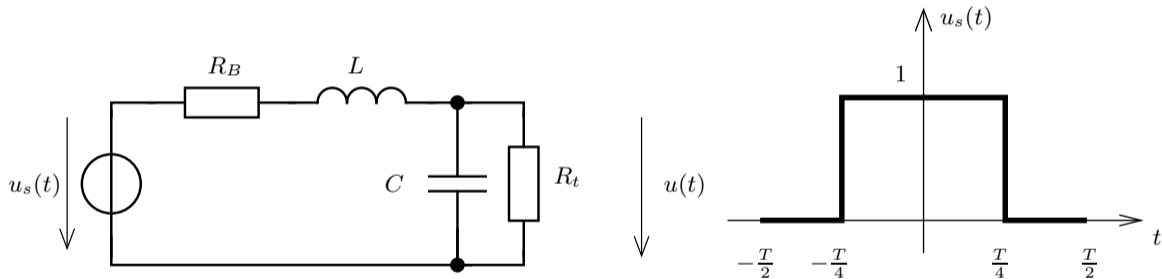 R_B
L
u_s(t)
C
R_t
u(t)
u_s(t)
1
-T/2
-T/4
T/4
T/2
t